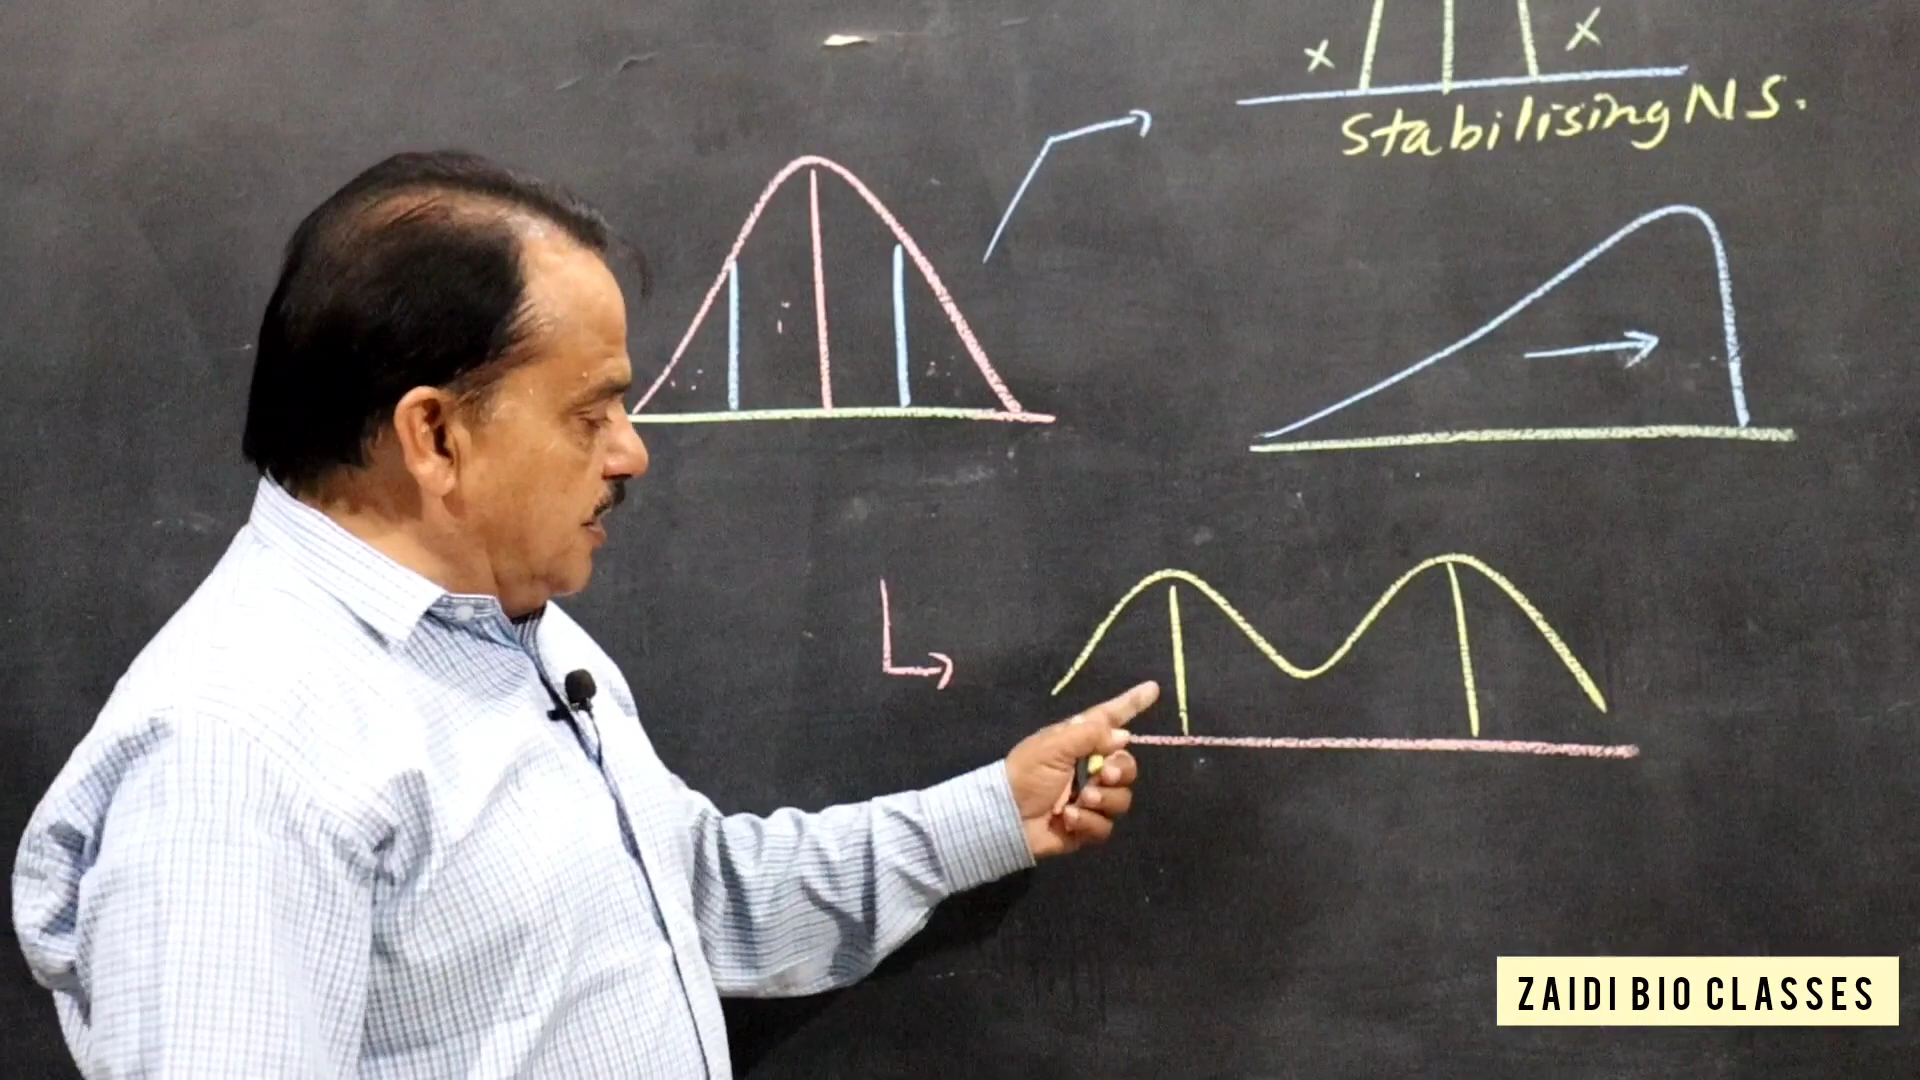 x x
Stabilising N S.
ZAIDI BIO CLASSES